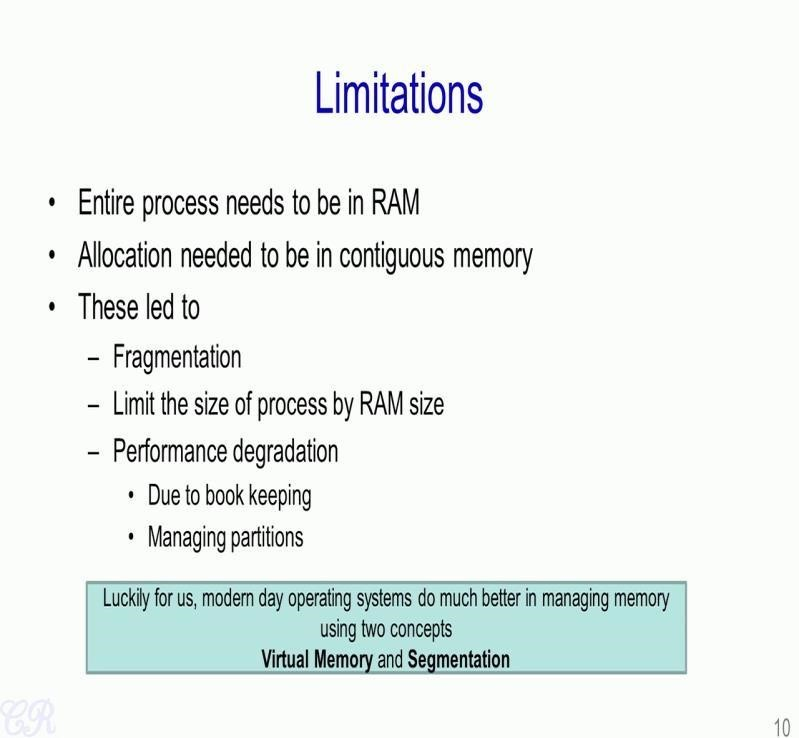 Limitations
• Entire process needs to be in RAM
• Allocation needed to be in contiguous memory
• These led to
– Fragmentation
– Limit the size of process by RAM size
– Performance degradation
• Due to book keeping
• Managing partitions
Luckily for us, modern day operating systems do much better in managing memory
using two concepts
Virtual Memory and Segmentation
CR
10